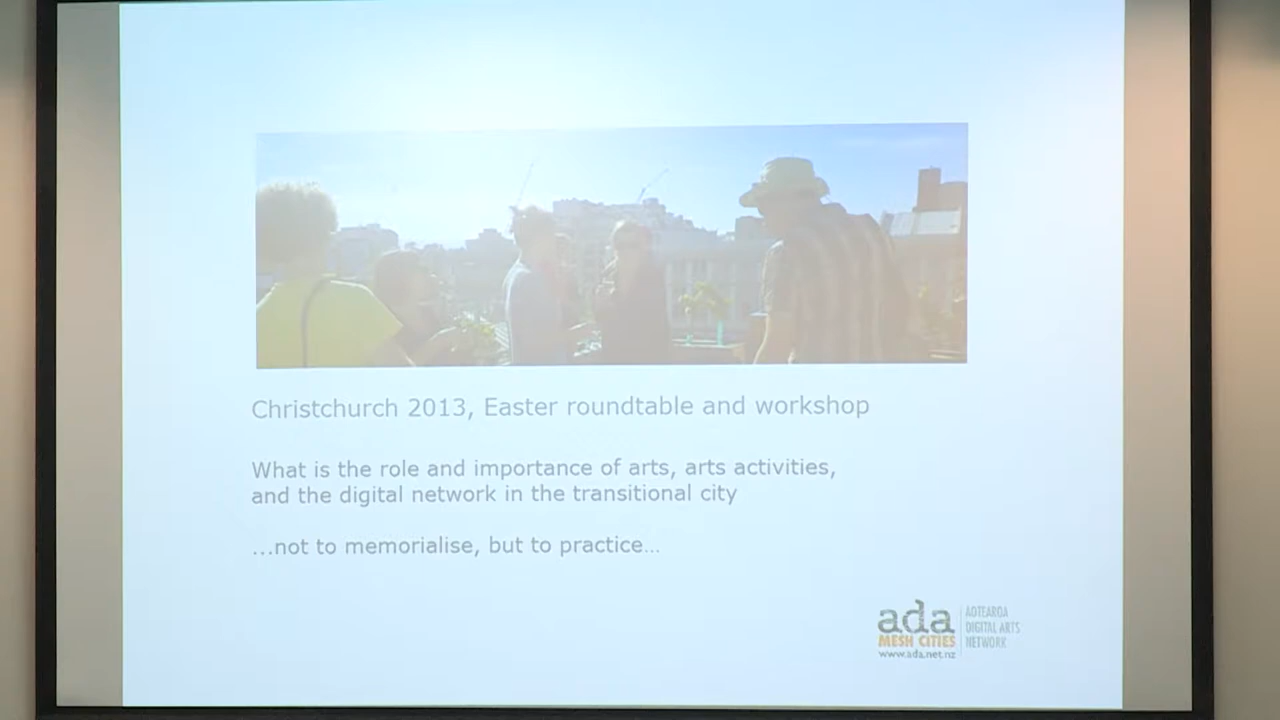 Christchurch 2013, Easter roundtable and workshop
What is the role and importance of arts, arts activities,
and the digital network in the transitional city
...not to memorialise, but to practice...
ada
MESH CITIES
www.ada.net.nz
AOTEAROA
DIGITAL ARTS
NETWORK